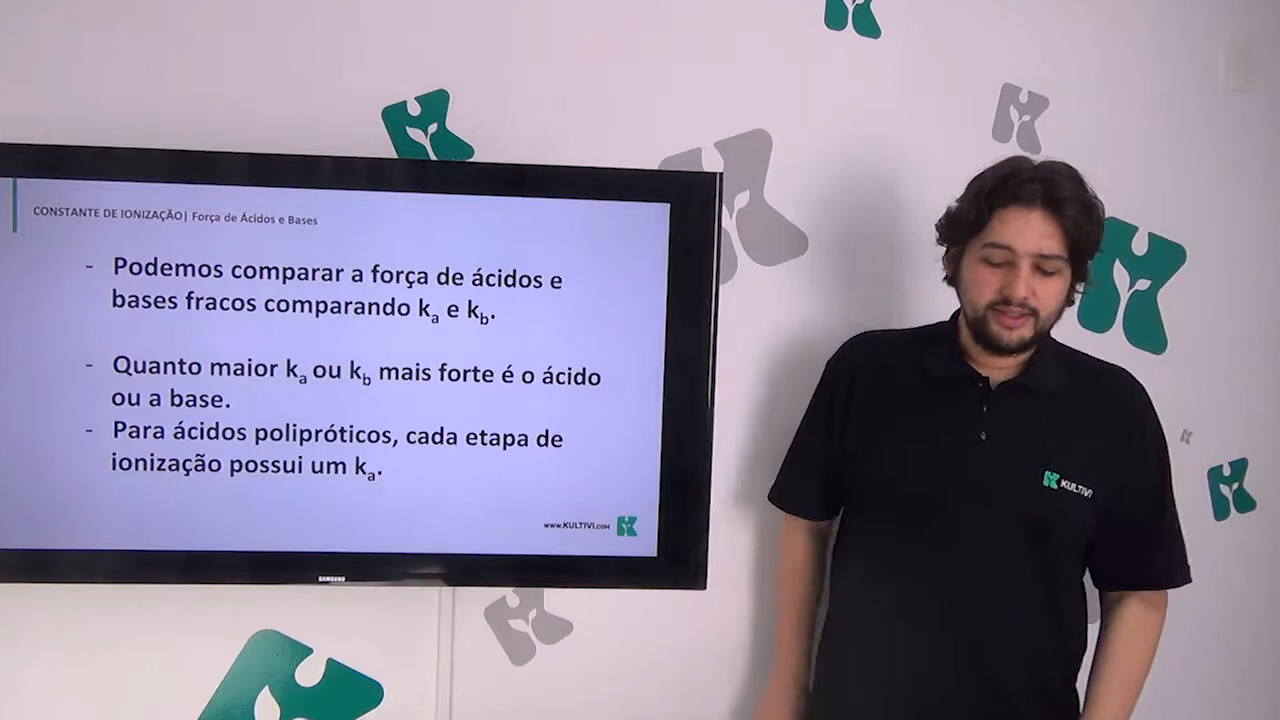 CONSTANTE DE IONIZAÇÃO| Força de Ácidos e Bases
- Podemos comparar a força de ácidos e
bases fracos comparando ka e kb.
- Quanto maior ka ou kb mais forte é o ácido
ou a base.
- Para ácidos polipróticos, cada etapa de
ionização possui um ka.
www.KULTIVI.COM
SAMSUNG
KULTIVI